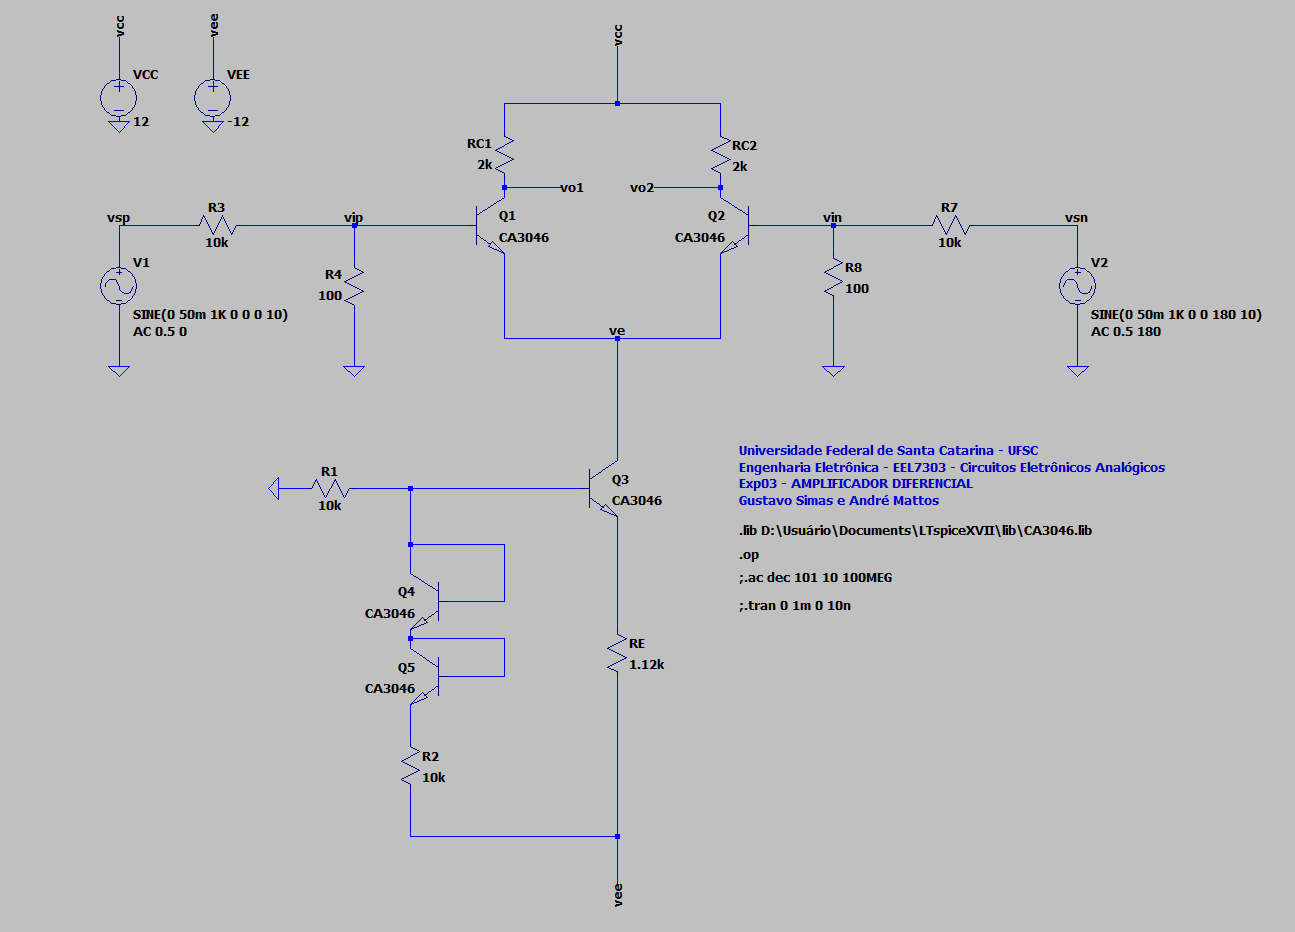 vcc
vee
vcc
VCC
VEE
12
-12
RC1
2k
RC2
2k
vo1
vo2
vsp
R3
10k
vip
Q1
CA3046
Q2
CA3046
vin
R7
10k
vsn
V1
SINE(0 50m 1K 0 0 0 10)
AC 0.5 0
R4
100
R8
100
V2
SINE(0 50m 1K 0 0 180 10)
AC 0.5 180
ve
R1
10k
Q3
CA3046
Universidade Federal de Santa Catarina - UFSC
Engenharia Eletrônica - EEL7303 - Circuitos Eletrônicos Analógicos
Exp03 - AMPLIFICADOR DIFERENCIAL
Gustavo Simas e André Mattos
.lib D:\Usuário\Documents\LTspiceXVII\lib\CA3046.lib
.op
;.ac dec 101 10 100MEG
;.tran 0 1m 0 10n
Q4
CA3046
Q5
CA3046
RE
1.12k
R2
10k
vee